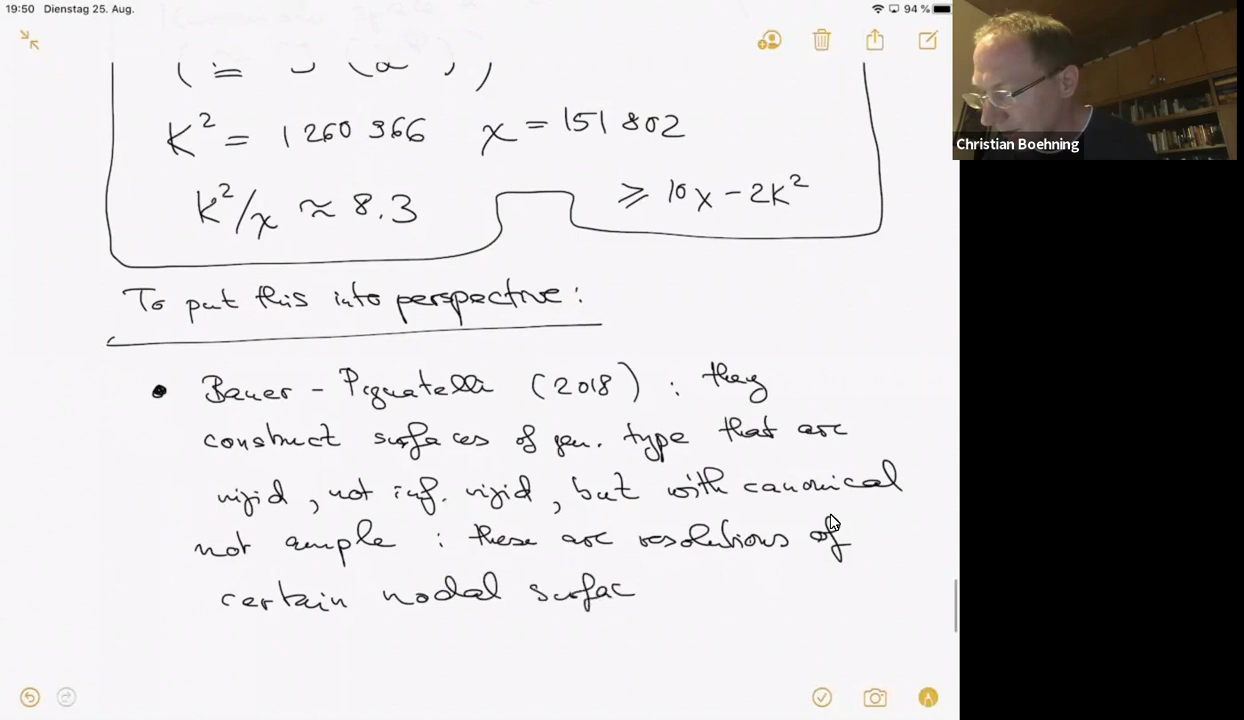 19:50 Dienstag 25. Aug.
94 %
K² = 1260 366 χ = 151 802
K²/χ ≈ 8.3 ≥ 10χ - 2K²
To put this into perspective:
• Bauer - Pignatelli (2018) : they
construct surfaces of gen. type that are
rigid, not inf. rigid, but with canonical
not ample : these are resolutions of
certain nodal surfac
Christian Boehning